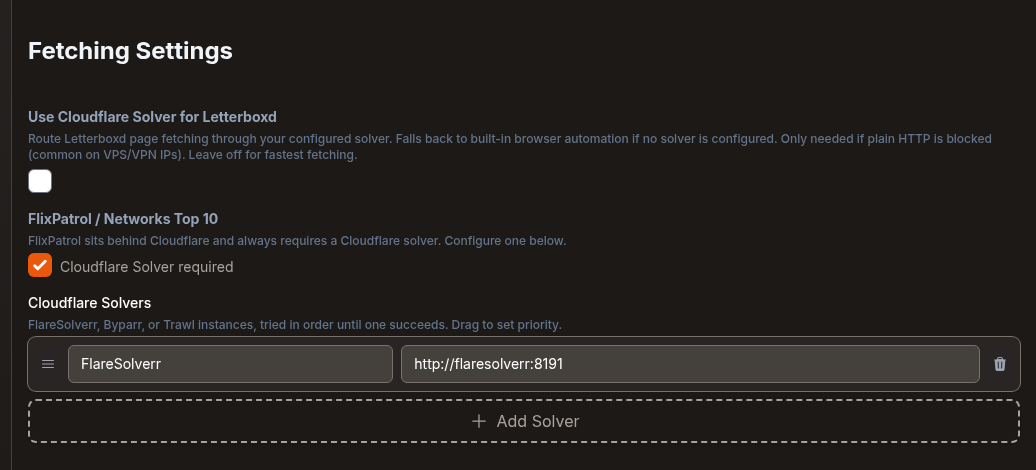 Fetching Settings
Use Cloudflare Solver for Letterboxd
Route Letterboxd page fetching through your configured solver. Falls back to built-in browser automation if no solver is configured. Only needed if plain HTTP is blocked
(common on VPS/VPN IPs). Leave off for fastest fetching.
FlixPatrol / Networks Top 10
FlixPatrol sits behind Cloudflare and always requires a Cloudflare solver. Configure one below.
Cloudflare Solver required
Cloudflare Solvers
FlareSolverr, Byparr, or Trawl instances, tried in order until one succeeds. Drag to set priority.
FlareSolverr
http://flaresolverr:8191
Add Solver